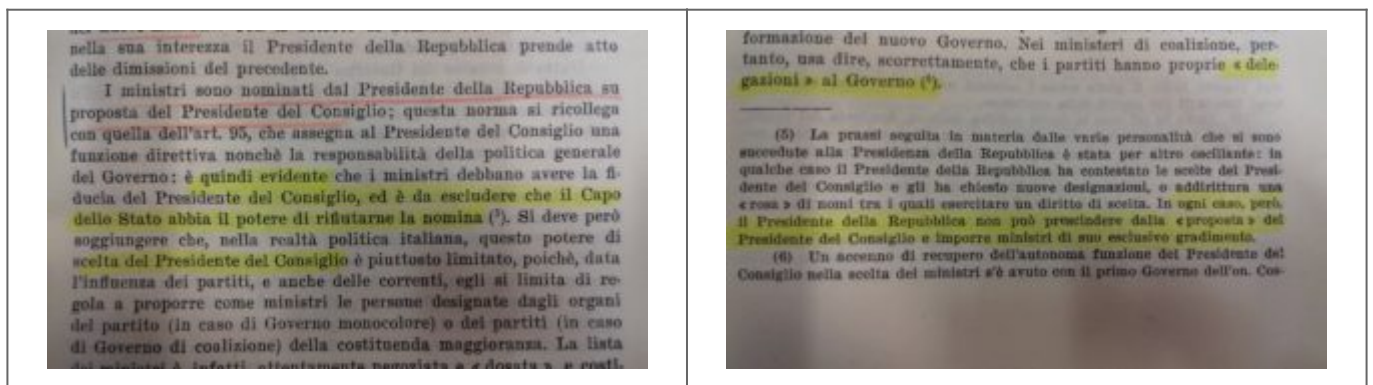 nella sua interezza il Presidente della Repubblica prende atto
delle dimissioni del precedente.
I ministri sono nominati dal Presidente della Repubblica su
proposta del Presidente del Consiglio; questa norma si ricollega
con quella dell'art. 95, che assegna al Presidente del Consiglio una
funzione direttiva nonchè la responsabilità della politica generale
del Governo: è quindi evidente che i ministri debbano avere la fi-
ducia del Presidente del Consiglio, ed è da escludere che il Capo
dello Stato abbia il potere di rifiutarne la nomina (⁵). Si deve però
soggiungere che, nella realtà politica italiana, questo potere di
scelta del Presidente del Consiglio è piuttosto limitato, poichè, data
l'influenza dei partiti, e anche delle correnti, egli si limita di re-
gola a proporre come ministri le persone designate dagli organi
del partito (in caso di Governo monocolore) o dei partiti (in caso
di Governo di coalizione) della costituenda maggioranza. La lista
dei ministri è, infatti, attentamente negoziata e « dosata », e costi-
formazione del nuovo Governo. Nei ministeri di coalizione, per-
tanto, usa dire, scorrettamente, che i partiti hanno proprie « dele-
gazioni » al Governo (⁶).
(5) La prassi seguita in materia dalle varie personalità che si sono
succedute alla Presidenza della Repubblica è stata per altro oscillante: in
qualche caso il Presidente della Repubblica ha contestato le scelte del Presi-
dente del Consiglio e gli ha chiesto nuove designazioni, o addirittura una
« rosa » di nomi tra i quali esercitare un diritto di scelta. In ogni caso, però,
il Presidente della Repubblica non può prescindere dalla « proposta » del
Presidente del Consiglio e imporre ministri di suo esclusivo gradimento.
(6) Un accenno di recupero dell'autonoma funzione del Presidente del
Consiglio nella scelta dei ministri s'è avuto con il primo Governo dell'on. Cos-